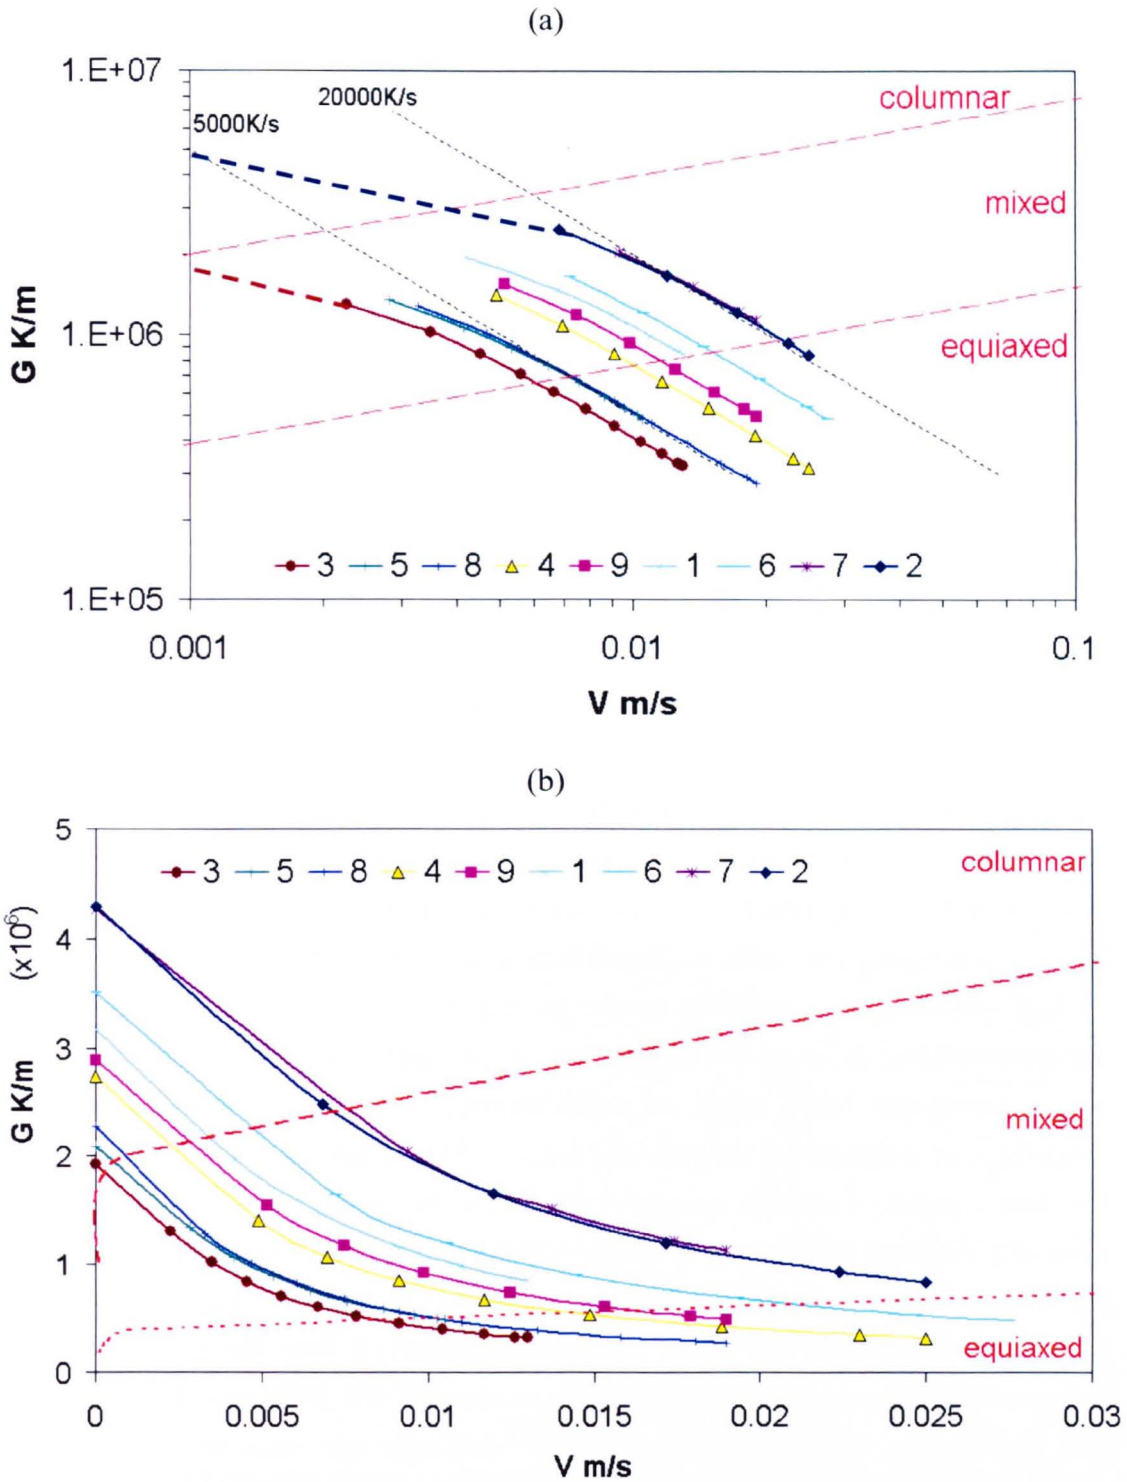 (a)
1.E+07
20000K/s
5000K/s
columnar
mixed
G K/m
1.E+06
equiaxed
3 5 8 4 9 1 6 7 2
1.E+05
0.001 0.01 0.1
V m/s
(b)
5
3 5 8 4 9 1 6 7 2
columnar
(x10⁶)
4
3
G K/m
mixed
2
1
equiaxed
0
0 0.005 0.01 0.015 0.02 0.025 0.03
V m/s